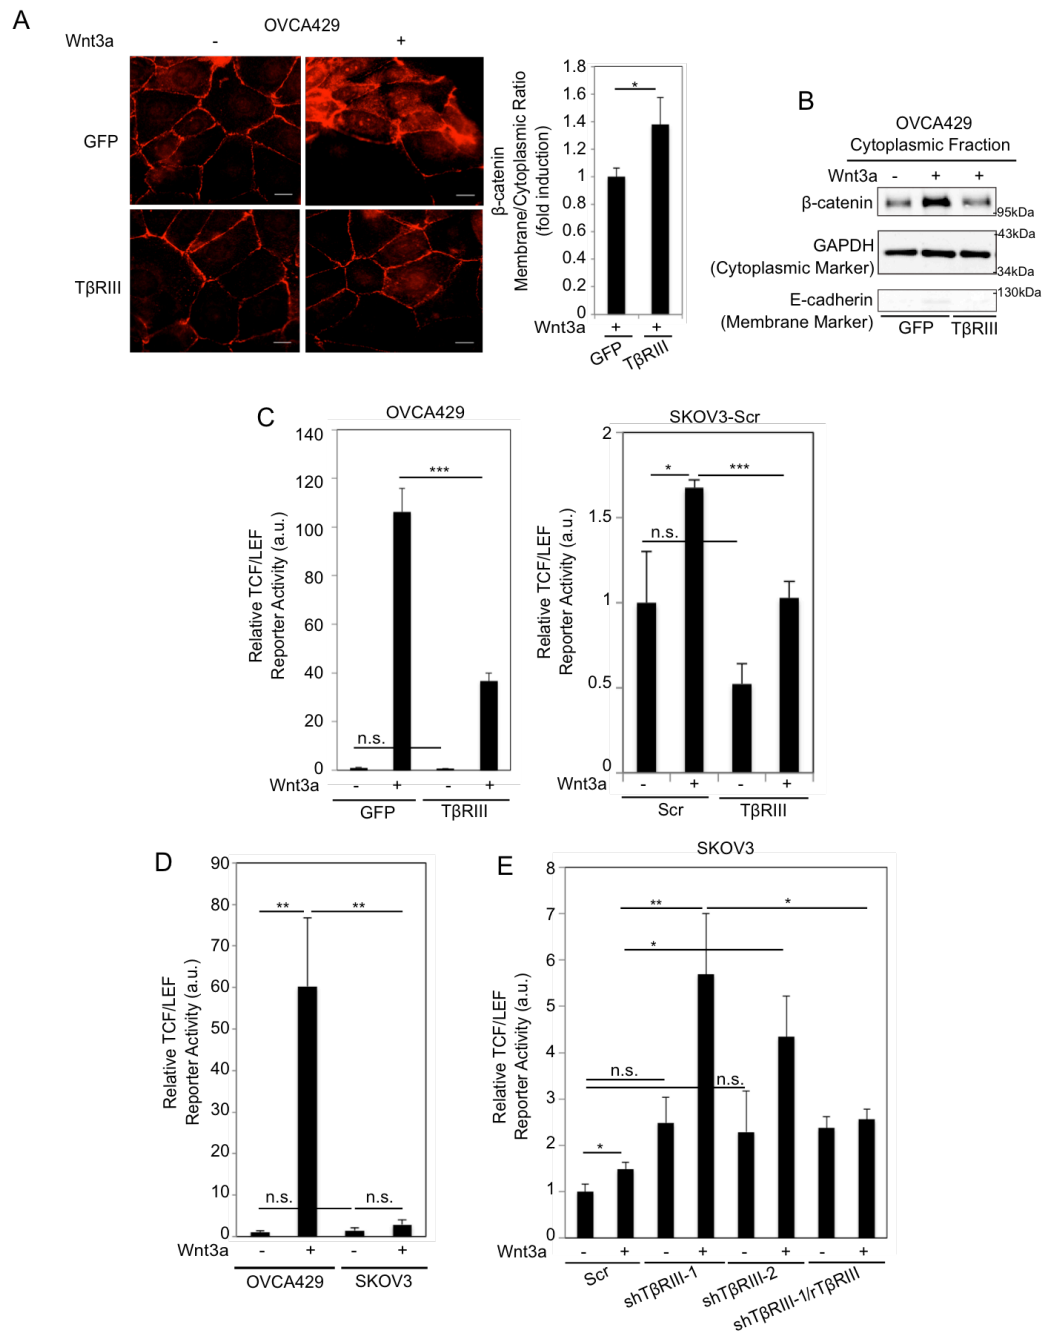 A
OVCA429
Wnt3a - +
GFP
TβRIII
β-catenin
Membrane/Cytoplasmic Ratio
(fold induction)
1.8
1.6
1.4
1.2
1
0.8
0.6
0.4
0.2
0
*
Wnt3a + +
GFP TβRIII
B
OVCA429
Cytoplasmic Fraction
Wnt3a - + +
β-catenin
-95kDa
-43kDa
GAPDH
(Cytoplasmic Marker)
-34kDa
-130kDa
E-cadherin
(Membrane Marker)
GFP TβRIII
C
OVCA429
Relative TCF/LEF
Reporter Activity (a.u.)
140
120
100
80
60
40
20
0
***
n.s.
Wnt3a - + - +
GFP TβRIII
SKOV3-Scr
Relative TCF/LEF
Reporter Activity (a.u.)
2
1.5
1
0.5
0
* ***
n.s.
Wnt3a - + - +
Scr TβRIII
D
Relative TCF/LEF
Reporter Activity (a.u.)
90
80
70
60
50
40
30
20
10
0
** **
n.s. n.s.
Wnt3a - + - +
OVCA429 SKOV3
E
SKOV3
Relative TCF/LEF
Reporter Activity (a.u.)
8
7
6
5
4
3
2
1
0
** *
*
n.s.
n.s.
*
Wnt3a - + - + - + - +
Scr shTβRIII-1 shTβRIII-2 shTβRIII-1/rTβRIII